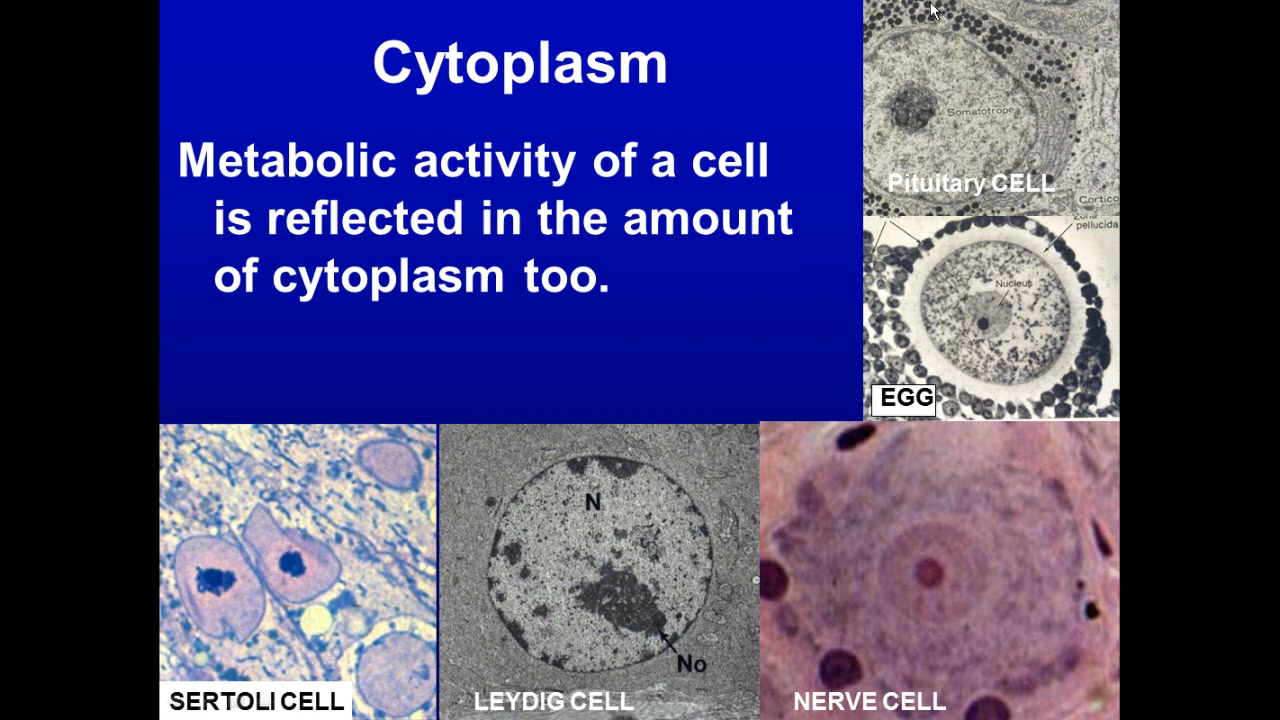 Cytoplasm
Metabolic activity of a cell
is reflected in the amount
of cytoplasm too.
Somatotrope
Pituitary CELL
Cortico
Zona
pellucida
Nucleus
EGG
SERTOLI CELL
N
No
LEYDIG CELL
NERVE CELL